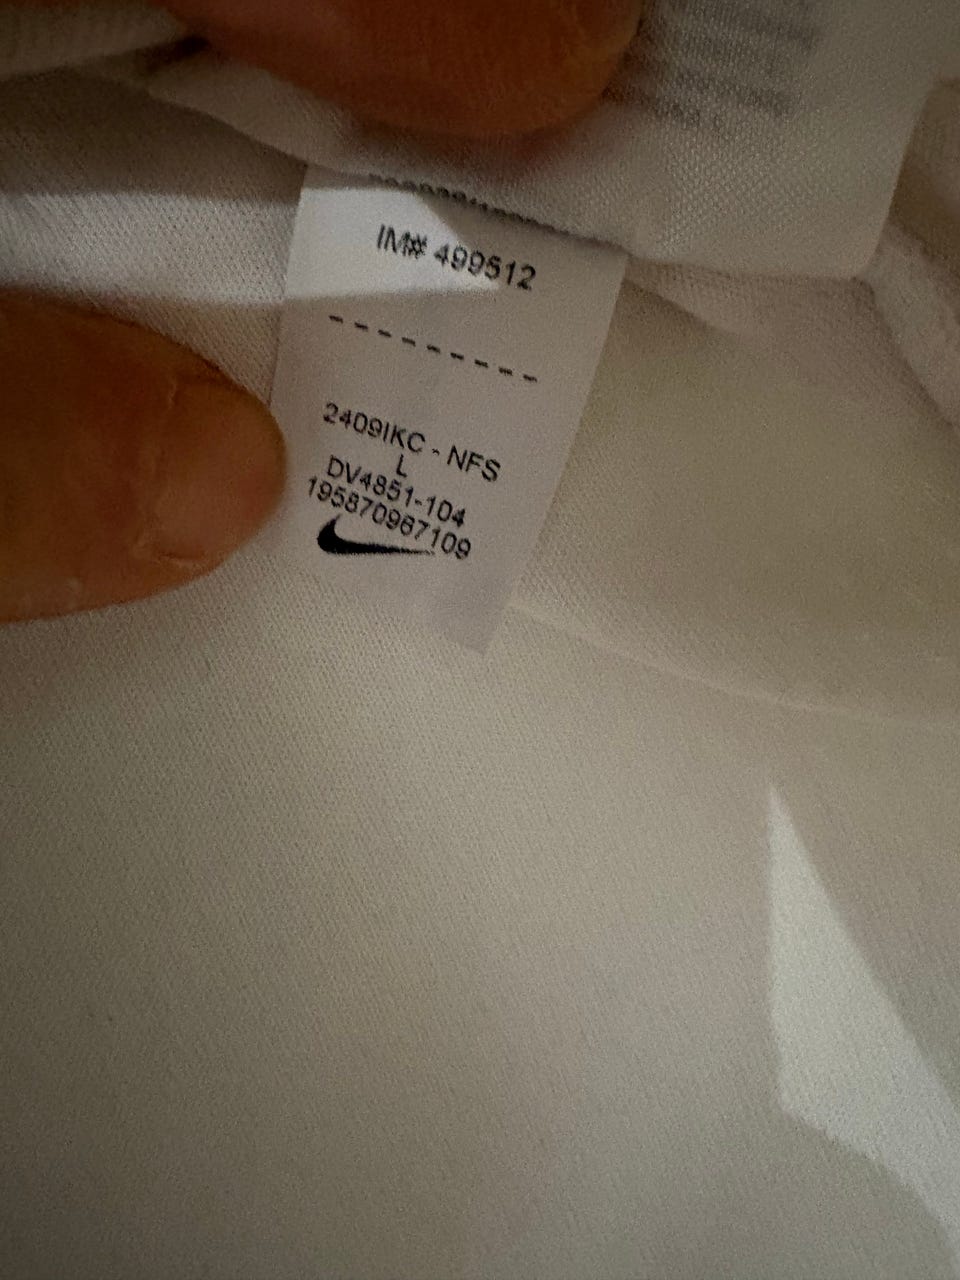 IM# 499512
---------
2409IKC - NFS
L
DV4851-104
195870967109